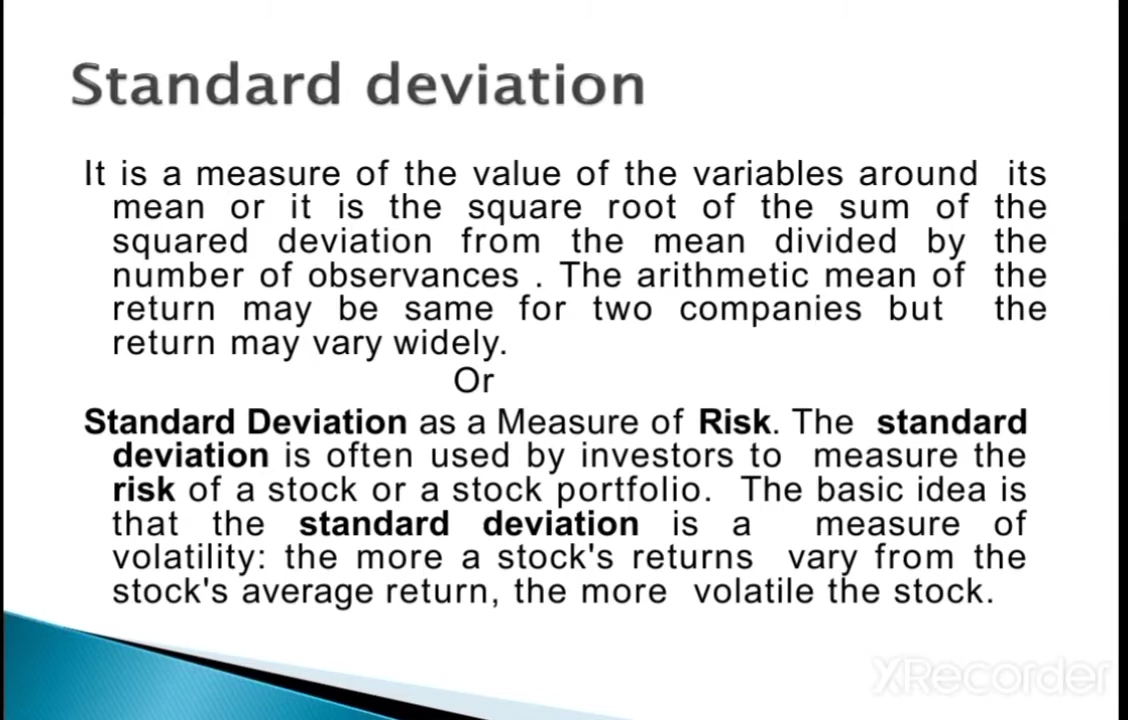 Standard deviation
It is a measure of the value of the variables around its
mean or it is the square root of the sum of the
squared deviation from the mean divided by the
number of observances . The arithmetic mean of the
return may be same for two companies but the
return may vary widely.
Or
Standard Deviation as a Measure of Risk. The standard
deviation is often used by investors to measure the
risk of a stock or a stock portfolio. The basic idea is
that the standard deviation is a measure of
volatility: the more a stock's returns vary from the
stock's average return, the more volatile the stock.
XRecorder